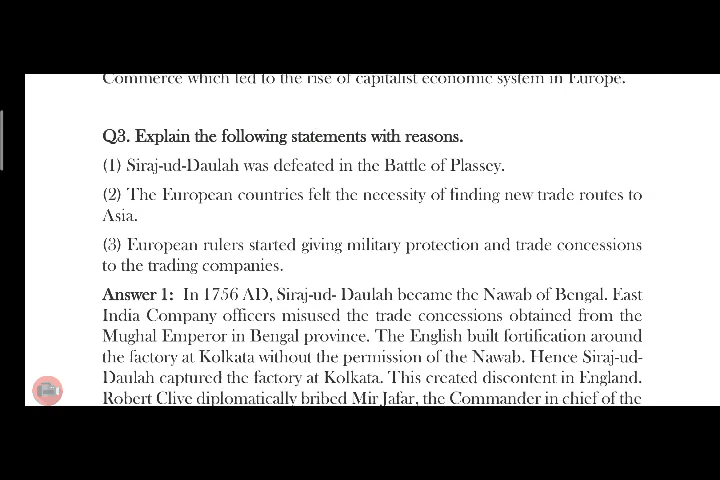 Commerce which led to the rise of capitalist economic system in Europe.
Q3. Explain the following statements with reasons.
(1) Siraj-ud-Daulah was defeated in the Battle of Plassey.
(2) The European countries felt the necessity of finding new trade routes to
Asia.
(3) European rulers started giving military protection and trade concessions
to the trading companies.
Answer 1: In 1756 AD, Siraj-ud- Daulah became the Nawab of Bengal. East
India Company officers misused the trade concessions obtained from the
Mughal Emperor in Bengal province. The English built fortification around
the factory at Kolkata without the permission of the Nawab. Hence Siraj-ud-
Daulah captured the factory at Kolkata. This created discontent in England.
Robert Clive diplomatically bribed Mir Jafar, the Commander in chief of the